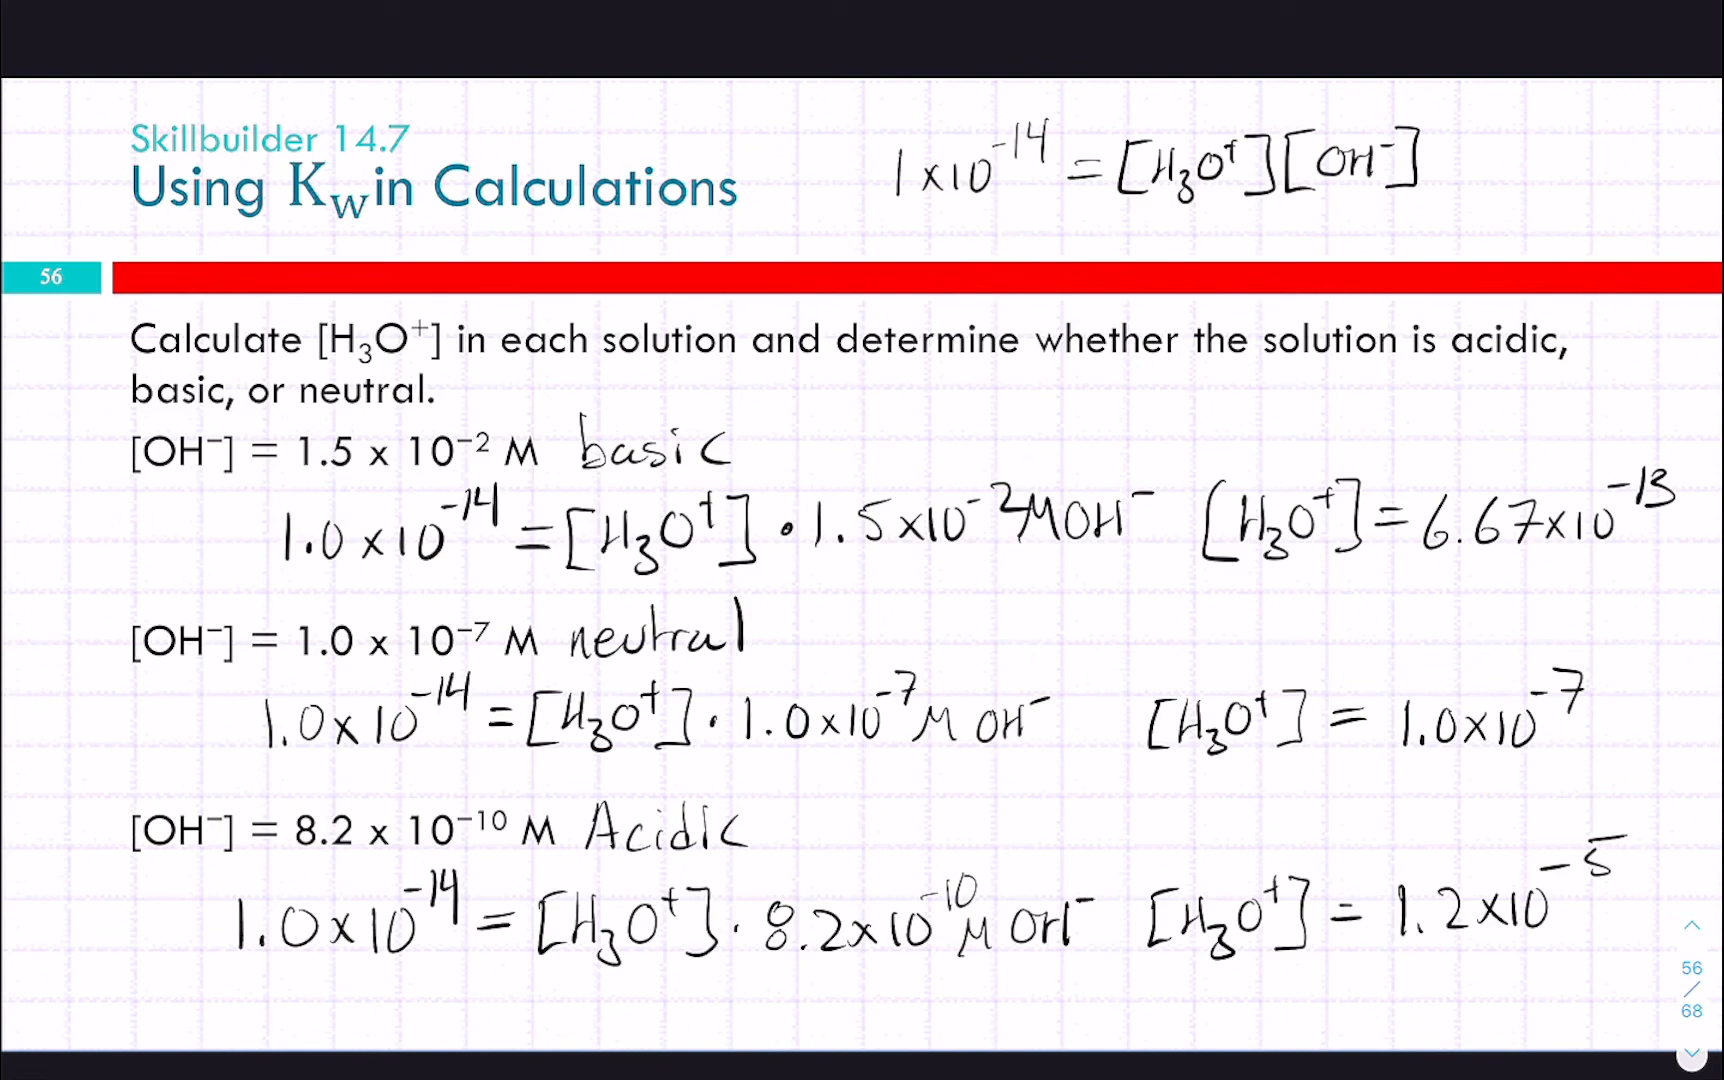 Skillbuilder 14.7
Using K_w in Calculations
1x10⁻¹⁴ = [H₃O⁺][OH⁻]
56
Calculate [H₃O⁺] in each solution and determine whether the solution is acidic,
basic, or neutral.
[OH⁻] = 1.5 x 10⁻² M basic
1.0x10⁻¹⁴ = [H₃O⁺] · 1.5x10⁻² M OH⁻ [H₃O⁺] = 6.67x10⁻¹³
[OH⁻] = 1.0 x 10⁻⁷ M neutral
1.0x10⁻¹⁴ = [H₃O⁺] · 1.0x10⁻⁷ M OH⁻ [H₃O⁺] = 1.0x10⁻⁷
[OH⁻] = 8.2 x 10⁻¹⁰ M Acidic
1.0x10⁻¹⁴ = [H₃O⁺] · 8.2x10⁻¹⁰ M OH⁻ [H₃O⁺] = 1.2x10⁻⁵
56
/
68